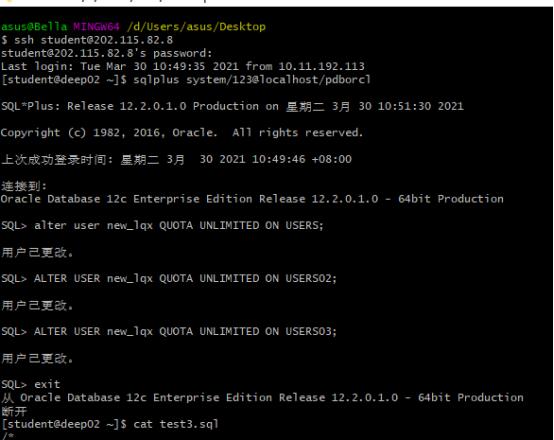 asus@Bella MINGW64 /d/Users/asus/Desktop
$ ssh student@202.115.82.8
student@202.115.82.8's password:
Last login: Tue Mar 30 10:49:35 2021 from 10.11.192.113
[student@deep02 ~]$ sqlplus system/123@localhost/pdborcl
SQL*Plus: Release 12.2.0.1.0 Production on 星期二 3月 30 10:51:30 2021
Copyright (c) 1982, 2016, Oracle.  All rights reserved.
上次成功登录时间: 星期二 3月  30 2021 10:49:46 +08:00
连接到:
Oracle Database 12c Enterprise Edition Release 12.2.0.1.0 - 64bit Production
SQL> alter user new_lqx QUOTA UNLIMITED ON USERS;
用户已更改。
SQL> ALTER USER new_lqx QUOTA UNLIMITED ON USERS02;
用户已更改。
SQL> ALTER USER new_lqx QUOTA UNLIMITED ON USERS03;
用户已更改。
SQL> exit
从 Oracle Database 12c Enterprise Edition Release 12.2.0.1.0 - 64bit Production
断开
[student@deep02 ~]$ cat test3.sql
/*